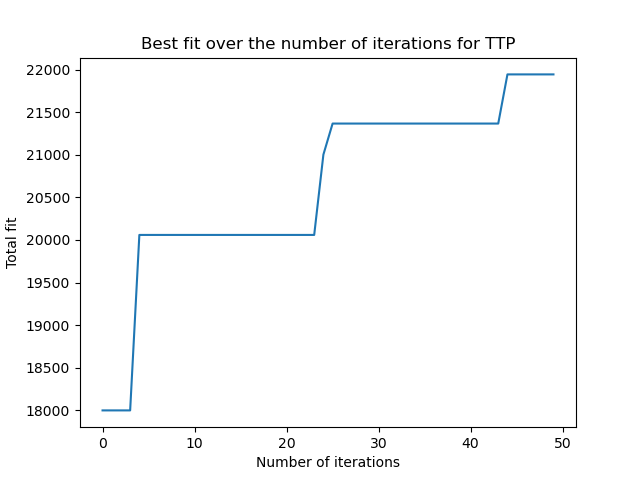 Best fit over the number of iterations for TTP
22000
21500
21000
20500
20000
19500
19000
18500
18000
Total fit
0 10 20 30 40 50
Number of iterations